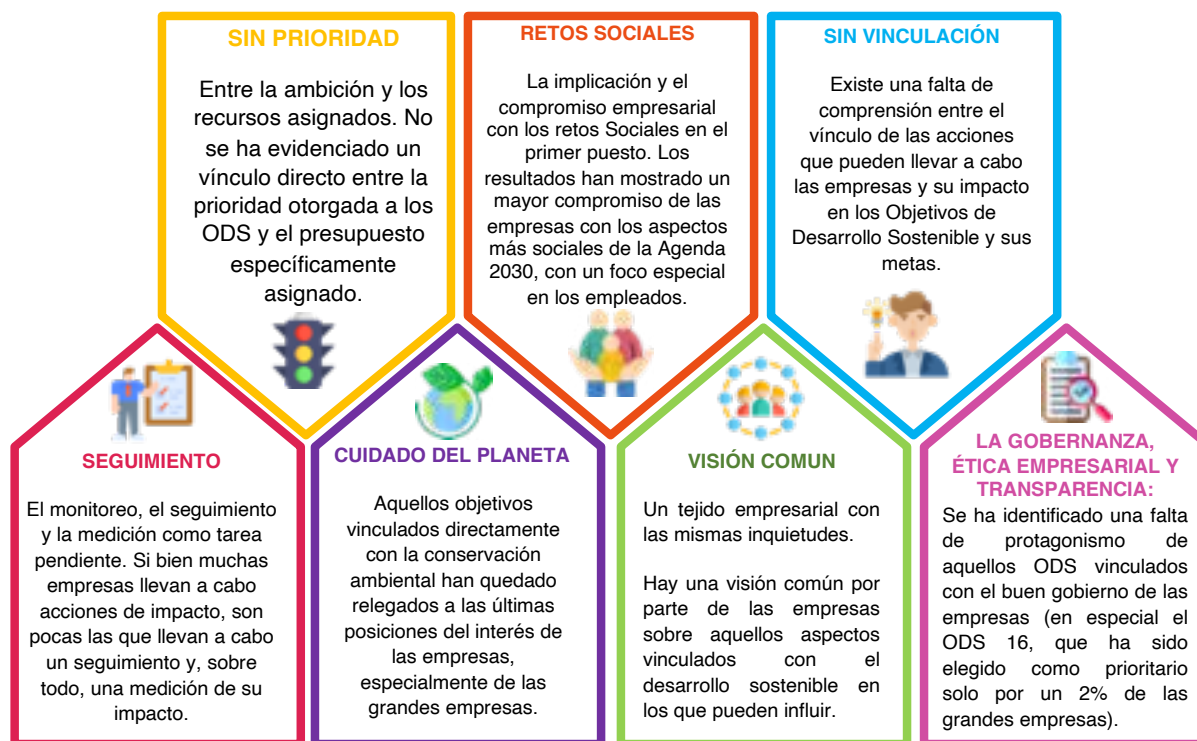 SIN PRIORIDAD
Entre la ambición y los
recursos asignados. No
se ha evidenciado un
vínculo directo entre la
prioridad otorgada a los
ODS y el presupuesto
específicamente
asignado.
RETOS SOCIALES
La implicación y el
compromiso empresarial
con los retos Sociales en el
primer puesto. Los
resultados han mostrado un
mayor compromiso de las
empresas con los aspectos
más sociales de la Agenda
2030, con un foco especial
en los empleados.
SIN VINCULACIÓN
Existe una falta de
comprensión entre el
vínculo de las acciones
que pueden llevar a cabo
las empresas y su impacto
en los Objetivos de
Desarrollo Sostenible y sus
metas.
SEGUIMIENTO
El monitoreo, el seguimiento
y la medición como tarea
pendiente. Si bien muchas
empresas llevan a cabo
acciones de impacto, son
pocas las que llevan a cabo
un seguimiento y, sobre
todo, una medición de su
impacto.
CUIDADO DEL PLANETA
Aquellos objetivos
vinculados directamente
con la conservación
ambiental han quedado
relegados a las últimas
posiciones del interés de
las empresas,
especialmente de las
grandes empresas.
VISIÓN COMUN
Un tejido empresarial con
las mismas inquietudes.
Hay una visión común por
parte de las empresas
sobre aquellos aspectos
vinculados con el
desarrollo sostenible en
los que pueden influir.
LA GOBERNANZA,
ÉTICA EMPRESARIAL Y
TRANSPARENCIA:
Se ha identificado una falta
de protagonismo de
aquellos ODS vinculados
con el buen gobierno de las
empresas (en especial el
ODS 16, que ha sido
elegido como prioritario
solo por un 2% de las
grandes empresas).